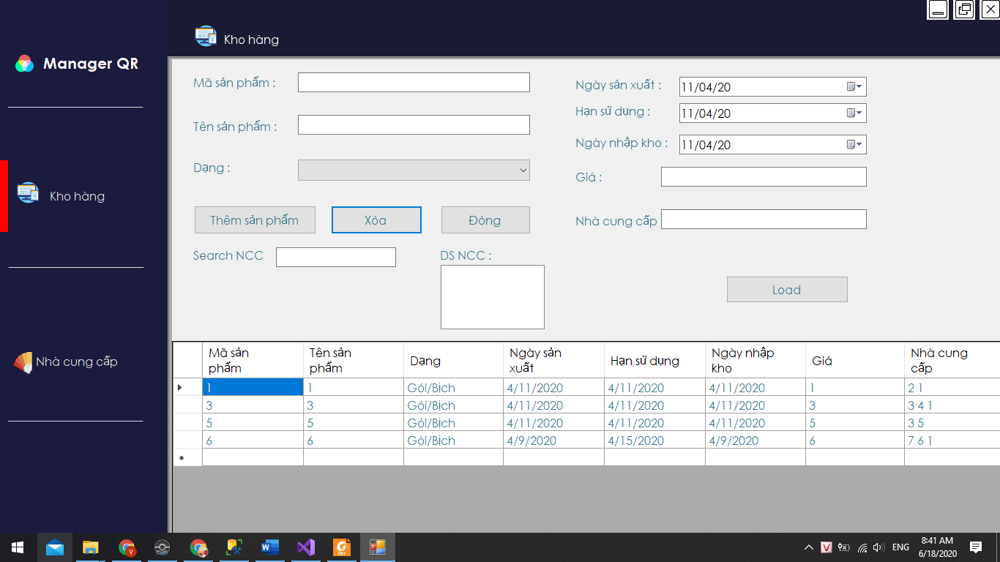 Kho hàng
Manager QR
Mã sản phẩm :
Ngày sản xuất : 11/04/20
Hạn sử dụng : 11/04/20
Tên sản phẩm :
Ngày nhập kho : 11/04/20
Dạng :
Giá :
Kho hàng
Thêm sản phẩm Xóa Đóng
Nhà cung cấp
Search NCC DS NCC :
Load
Mã sản phẩm Tên sản phẩm Dạng Ngày sản xuất Hạn sử dụng Ngày nhập kho Giá Nhà cung cấp
1 1 Gói/Bịch 4/11/2020 4/11/2020 4/11/2020 1 2 1
3 3 Gói/Bịch 4/11/2020 4/11/2020 4/11/2020 3 3 4 1
5 5 Gói/Bịch 4/11/2020 4/11/2020 4/11/2020 5 3 5
6 6 Gói/Bịch 4/9/2020 4/15/2020 4/9/2020 6 7 6 1
Nhà cung cấp
ENG
8:41 AM
6/18/2020